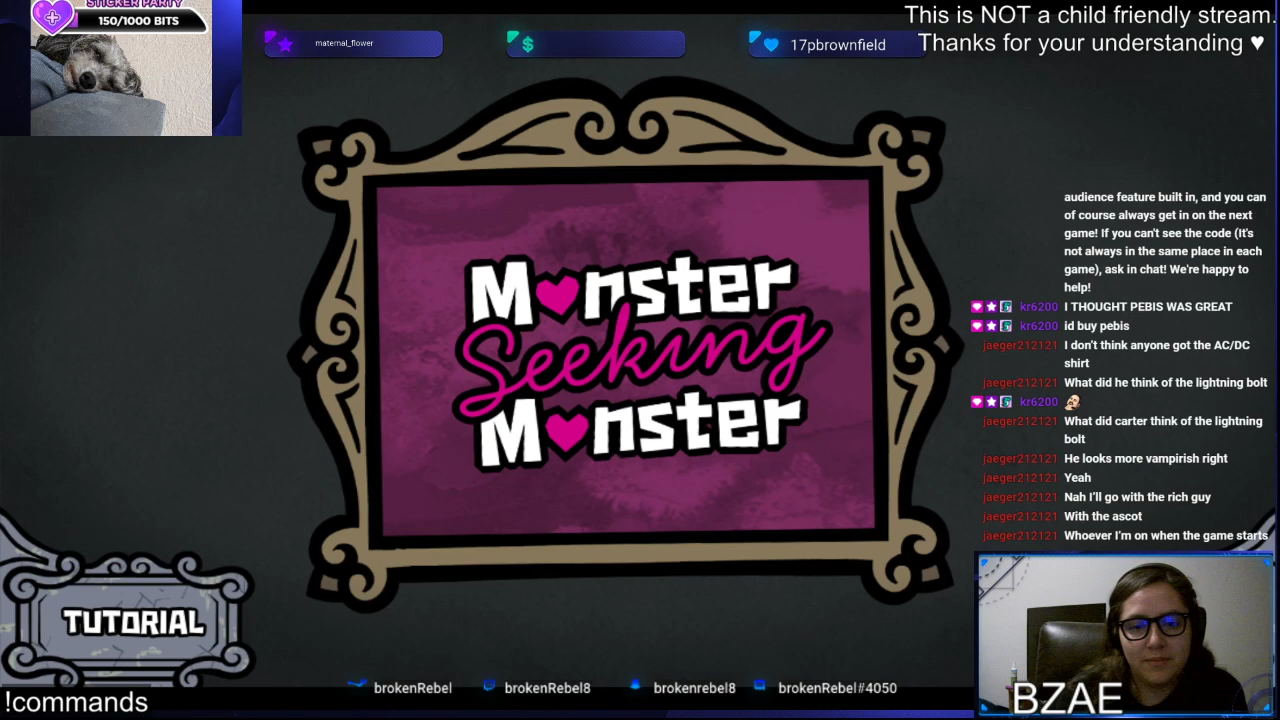 STICKER PARTY
150/1000 BITS
maternal_flower
$
17pbrownfield
This is NOT a child friendly stream.
Thanks for your understanding ♥
Monster
Seeking
Monster
audience feature built in, and you can
of course always get in on the next
game! If you can't see the code (It's
not always in the same place in each
game), ask in chat! We're happy to
help!
kr6200 I THOUGHT PEBIS WAS GREAT
kr6200 id buy pebis
jaeger212121 I don't think anyone got the AC/DC
shirt
jaeger212121 What did he think of the lightning bolt
kr6200
jaeger212121 What did carter think of the lightning
bolt
jaeger212121 He looks more vampirish right
jaeger212121 Yeah
jaeger212121 Nah I'll go with the rich guy
jaeger212121 With the ascot
jaeger212121 Whoever I'm on when the game starts
TUTORIAL
!commands
brokenRebel
brokenRebel8
brokenrebel8
brokenRebel#4050
BZAE